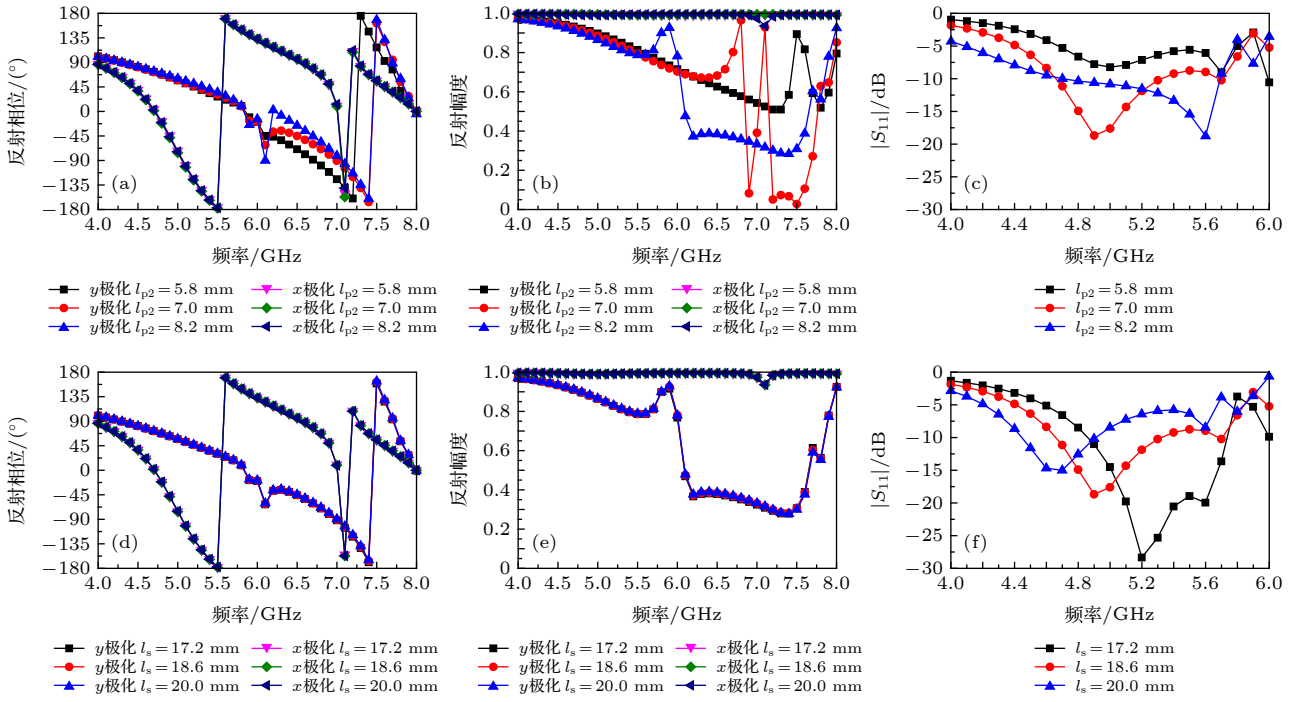 180
135
90
45
0
−45
−90
−135
−180
反射相位/(°)
(a)
4.0 4.5 5.0 5.5 6.0 6.5 7.0 7.5 8.0
频率/GHz
y极化 lp2=5.8 mm
y极化 lp2=7.0 mm
y极化 lp2=8.2 mm
x极化 lp2=5.8 mm
x极化 lp2=7.0 mm
x极化 lp2=8.2 mm
1.0
0.8
0.6
0.4
0.2
0
反射幅度
(b)
4.0 4.5 5.0 5.5 6.0 6.5 7.0 7.5 8.0
频率/GHz
y极化 lp2=5.8 mm
y极化 lp2=7.0 mm
y极化 lp2=8.2 mm
x极化 lp2=5.8 mm
x极化 lp2=7.0 mm
x极化 lp2=8.2 mm
0
−5
−10
−15
−20
−25
−30
|S11|/dB
(c)
4.0 4.4 4.8 5.2 5.6 6.0
频率/GHz
lp2=5.8 mm
lp2=7.0 mm
lp2=8.2 mm
180
135
90
45
0
−45
−90
−135
−180
反射相位/(°)
(d)
4.0 4.5 5.0 5.5 6.0 6.5 7.0 7.5 8.0
频率/GHz
y极化 ls=17.2 mm
y极化 ls=18.6 mm
y极化 ls=20.0 mm
x极化 ls=17.2 mm
x极化 ls=18.6 mm
x极化 ls=20.0 mm
1.0
0.8
0.6
0.4
0.2
0
反射幅度
(e)
4.0 4.5 5.0 5.5 6.0 6.5 7.0 7.5 8.0
频率/GHz
y极化 ls=17.2 mm
y极化 ls=18.6 mm
y极化 ls=20.0 mm
x极化 ls=17.2 mm
x极化 ls=18.6 mm
x极化 ls=20.0 mm
0
−5
−10
−15
−20
−25
−30
|S11|/dB
(f)
4.0 4.4 4.8 5.2 5.6 6.0
频率/GHz
ls=17.2 mm
ls=18.6 mm
ls=20.0 mm